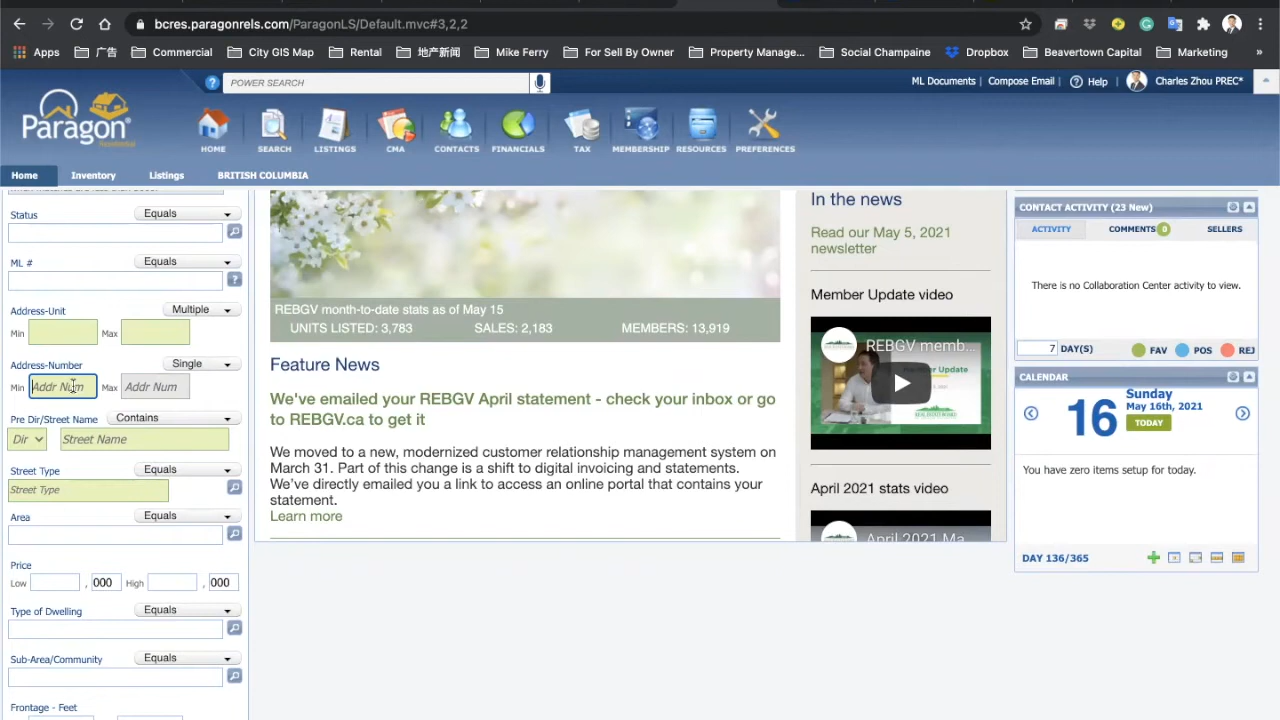 bcres.paragonrels.com/ParagonLS/Default.mvc#3,2,2
Apps 广告 Commercial City GIS Map Rental 地产新闻 Mike Ferry For Sell By Owner Property Manage... Social Champaine Dropbox Beavertown Capital Marketing »
? POWER SEARCH ML Documents | Compose Email | ? Help | Charles Zhou PREC*
Paragon
Residential
HOME SEARCH LISTINGS CMA CONTACTS FINANCIALS TAX MEMBERSHIP RESOURCES PREFERENCES
Home Inventory Listings BRITISH COLUMBIA
Status Equals
ML # Equals
?
Address-Unit Multiple
Min Max
Address-Number Single
Min Addr Num Max Addr Num
Pre Dir/Street Name Contains
Dir Street Name
Street Type Equals
Street Type
Area Equals
Price
Low , 000 High , 000
Type of Dwelling Equals
Sub-Area/Community Equals
Frontage - Feet
REBGV month-to-date stats as of May 15
UNITS LISTED: 3,783 SALES: 2,183 MEMBERS: 13,919
Feature News
We've emailed your REBGV April statement - check your inbox or go
to REBGV.ca to get it
We moved to a new, modernized customer relationship management system on
March 31. Part of this change is a shift to digital invoicing and statements.
We've directly emailed you a link to access an online portal that contains your
statement.
Learn more
In the news
Read our May 5, 2021
newsletter
Member Update video
REBGV memb...
Member Update
April 2021 stats video
April 2021 Ma
CONTACT ACTIVITY (23 New)
ACTIVITY COMMENTS 0 SELLERS
There is no Collaboration Center activity to view.
7 DAY(S) FAV POS REJ
CALENDAR
16 Sunday
May 16th, 2021
TODAY
You have zero items setup for today.
DAY 136/365